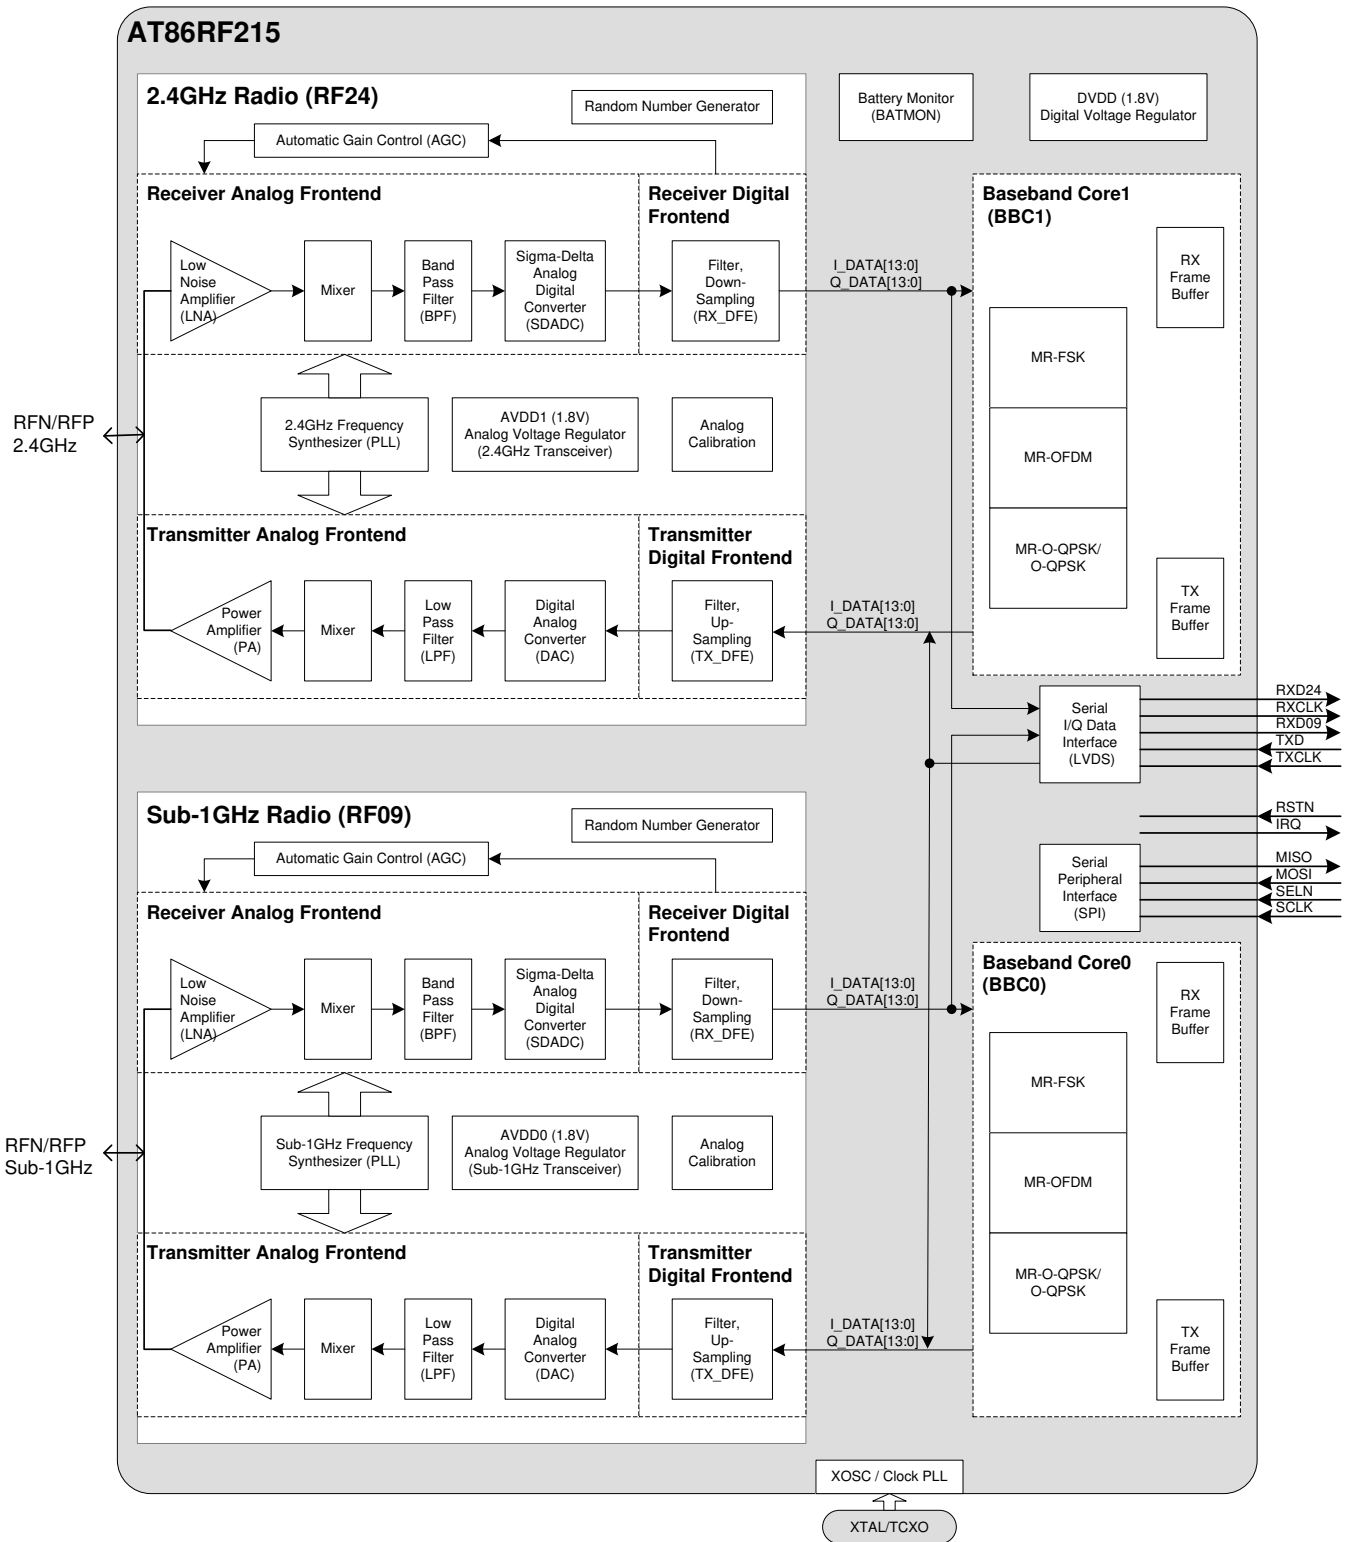 AT86RF215
2.4GHz Radio (RF24)
Random Number Generator
Automatic Gain Control (AGC)
Battery Monitor
(BATMON)
DVDD (1.8V)
Digital Voltage Regulator
Receiver Analog Frontend
Receiver Digital
Frontend
Low
Noise
Amplifier
(LNA)
Mixer
Band
Pass
Filter
(BPF)
Sigma-Delta
Analog
Digital
Converter
(SDADC)
Filter,
Down-
Sampling
(RX_DFE)
I_DATA[13:0]
Q_DATA[13:0]
Baseband Core1
(BBC1)
RX
Frame
Buffer
MR-FSK
MR-OFDM
MR-O-QPSK/
O-QPSK
TX
Frame
Buffer
RFN/RFP
2.4GHz
2.4GHz Frequency
Synthesizer (PLL)
AVDD1 (1.8V)
Analog Voltage Regulator
(2.4GHz Transceiver)
Analog
Calibration
Transmitter Analog Frontend
Transmitter
Digital Frontend
Power
Amplifier
(PA)
Mixer
Low
Pass
Filter
(LPF)
Digital
Analog
Converter
(DAC)
Filter,
Up-
Sampling
(TX_DFE)
I_DATA[13:0]
Q_DATA[13:0]
Serial
I/Q Data
Interface
(LVDS)
RXD24
RXCLK
RXD09
TXD
TXCLK
RSTN
IRQ
Serial
Peripheral
Interface
(SPI)
MISO
MOSI
SELN
SCLK
Sub-1GHz Radio (RF09)
Random Number Generator
Automatic Gain Control (AGC)
Receiver Analog Frontend
Receiver Digital
Frontend
Low
Noise
Amplifier
(LNA)
Mixer
Band
Pass
Filter
(BPF)
Sigma-Delta
Analog
Digital
Converter
(SDADC)
Filter,
Down-
Sampling
(RX_DFE)
I_DATA[13:0]
Q_DATA[13:0]
Baseband Core0
(BBC0)
RX
Frame
Buffer
MR-FSK
MR-OFDM
MR-O-QPSK/
O-QPSK
TX
Frame
Buffer
RFN/RFP
Sub-1GHz
Sub-1GHz Frequency
Synthesizer (PLL)
AVDD0 (1.8V)
Analog Voltage Regulator
(Sub-1GHz Transceiver)
Analog
Calibration
Transmitter Analog Frontend
Transmitter
Digital Frontend
Power
Amplifier
(PA)
Mixer
Low
Pass
Filter
(LPF)
Digital
Analog
Converter
(DAC)
Filter,
Up-
Sampling
(TX_DFE)
I_DATA[13:0]
Q_DATA[13:0]
XOSC / Clock PLL
XTAL/TCXO